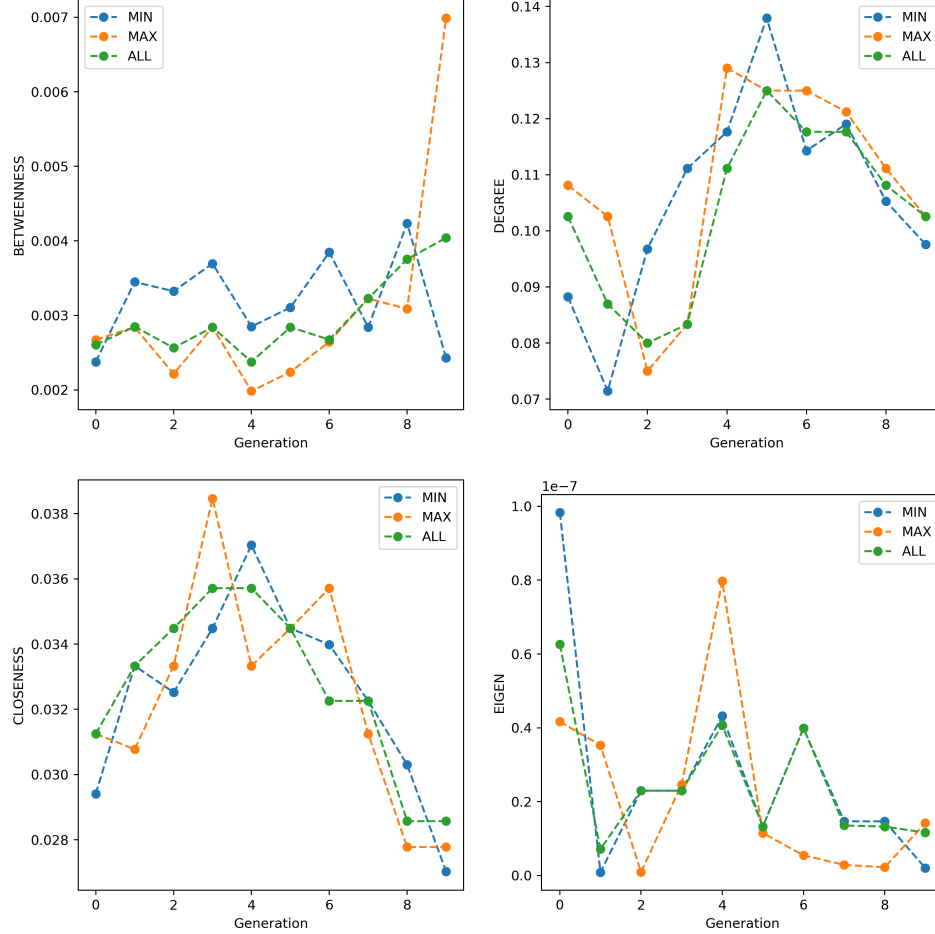 MIN
MAX
ALL
0.007
0.006
0.005
0.004
0.003
0.002
BETWEENNESS
0 2 4 6 8
Generation
MIN
MAX
ALL
0.14
0.13
0.12
0.11
0.10
0.09
0.08
0.07
DEGREE
0 2 4 6 8
Generation
MIN
MAX
ALL
0.038
0.036
0.034
0.032
0.030
0.028
CLOSENESS
0 2 4 6 8
Generation
1e−7
MIN
MAX
ALL
1.0
0.8
0.6
0.4
0.2
0.0
EIGEN
0 2 4 6 8
Generation